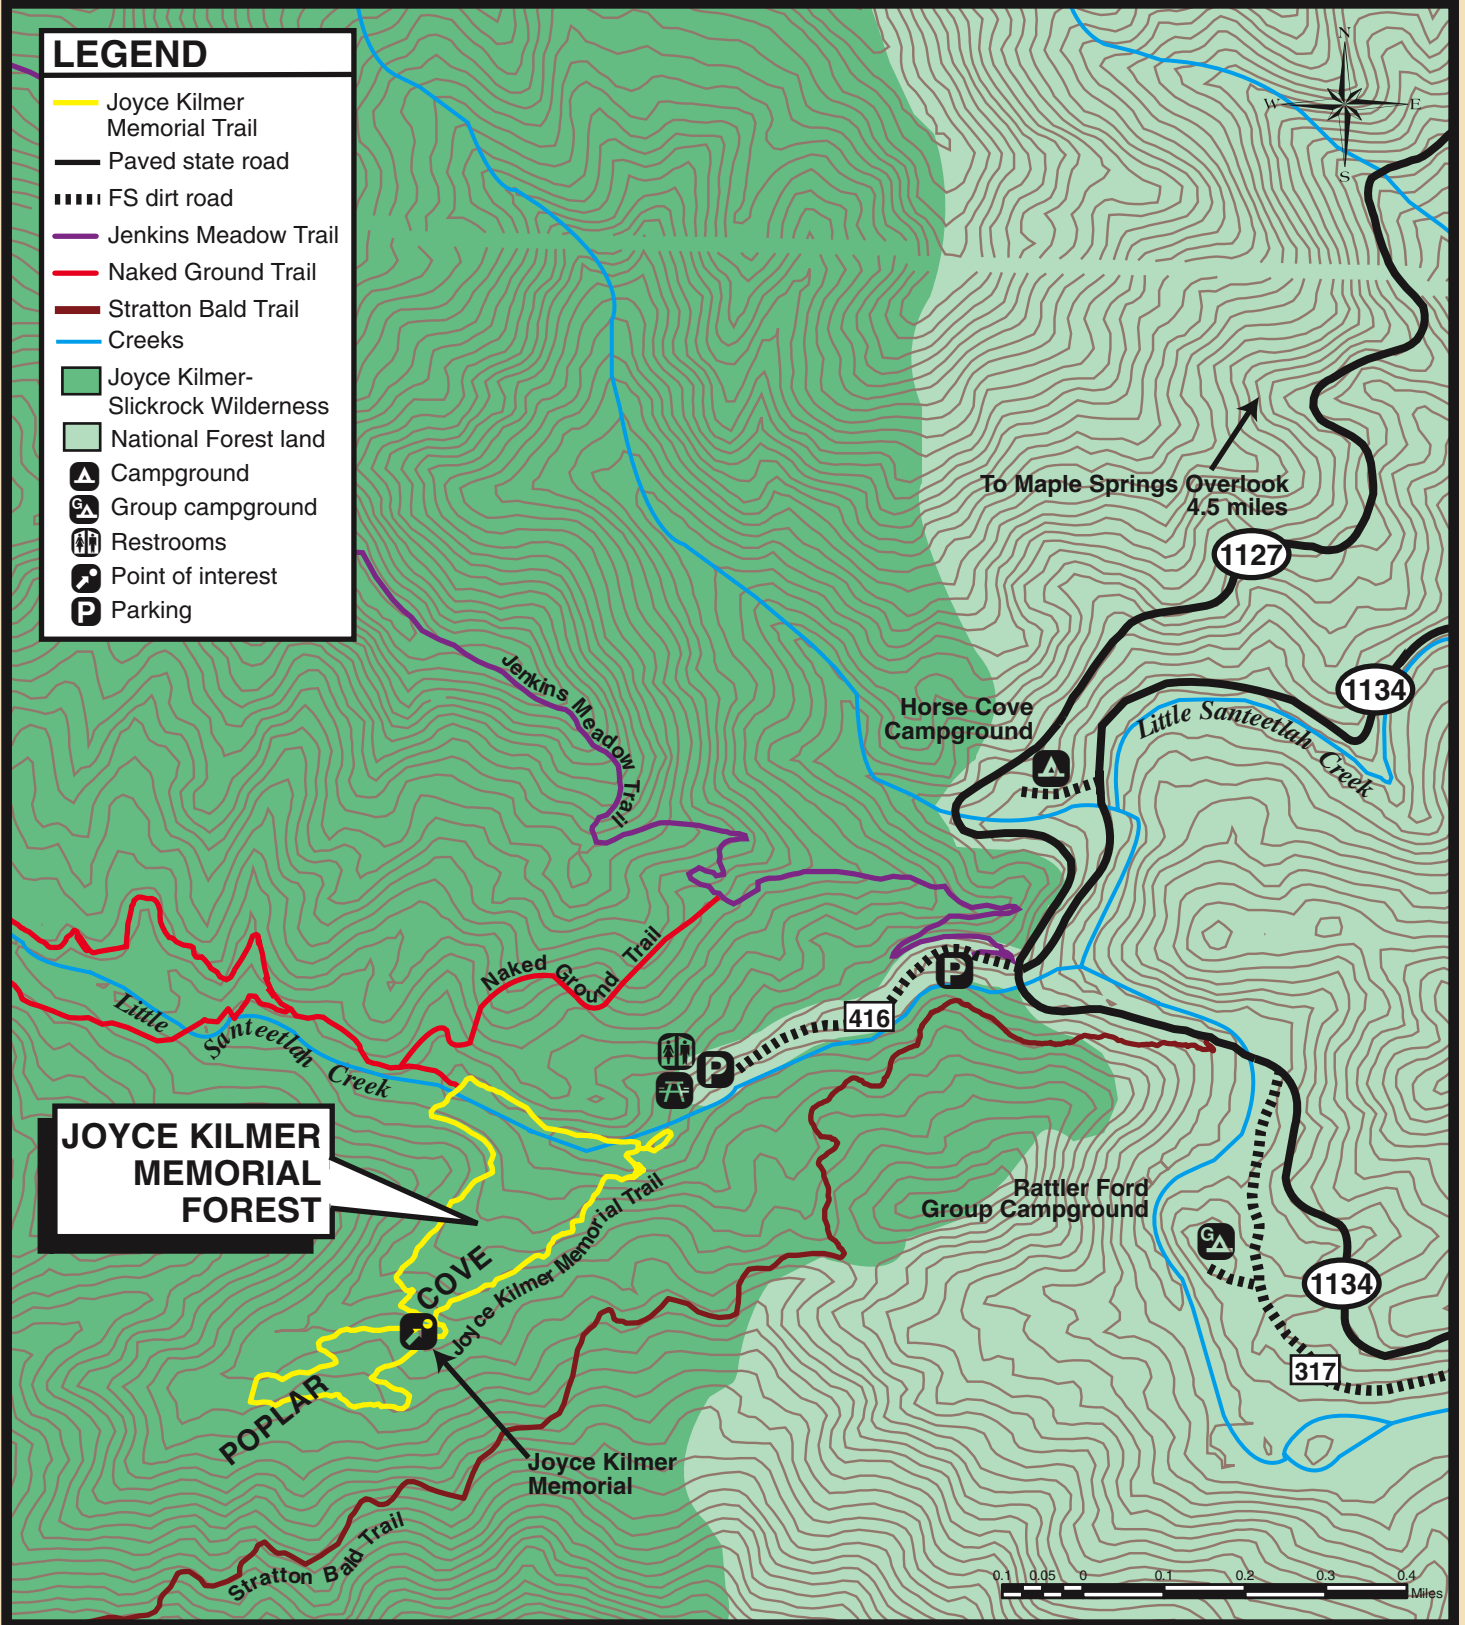 LEGEND
Joyce Kilmer
Memorial Trail
Paved state road
FS dirt road
Jenkins Meadow Trail
Naked Ground Trail
Stratton Bald Trail
Creeks
Joyce Kilmer-
Slickrock Wilderness
National Forest land
Campground
G
Group campground
Restrooms
Point of interest
P
Parking
N
W
E
S
To Maple Springs Overlook
4.5 miles
1127
1134
Little Santeetlah Creek
Horse Cove
Campground
Jenkins Meadow Trail
Naked Ground Trail
P
416
P
Little Santeetlah Creek
JOYCE KILMER
MEMORIAL
FOREST
Joyce Kilmer Memorial Trail
Rattler Ford
Group Campground
G
1134
317
POPLAR COVE
Joyce Kilmer
Memorial
Stratton Bald Trail
0.1 0.05 0 0.1 0.2 0.3 0.4
Miles